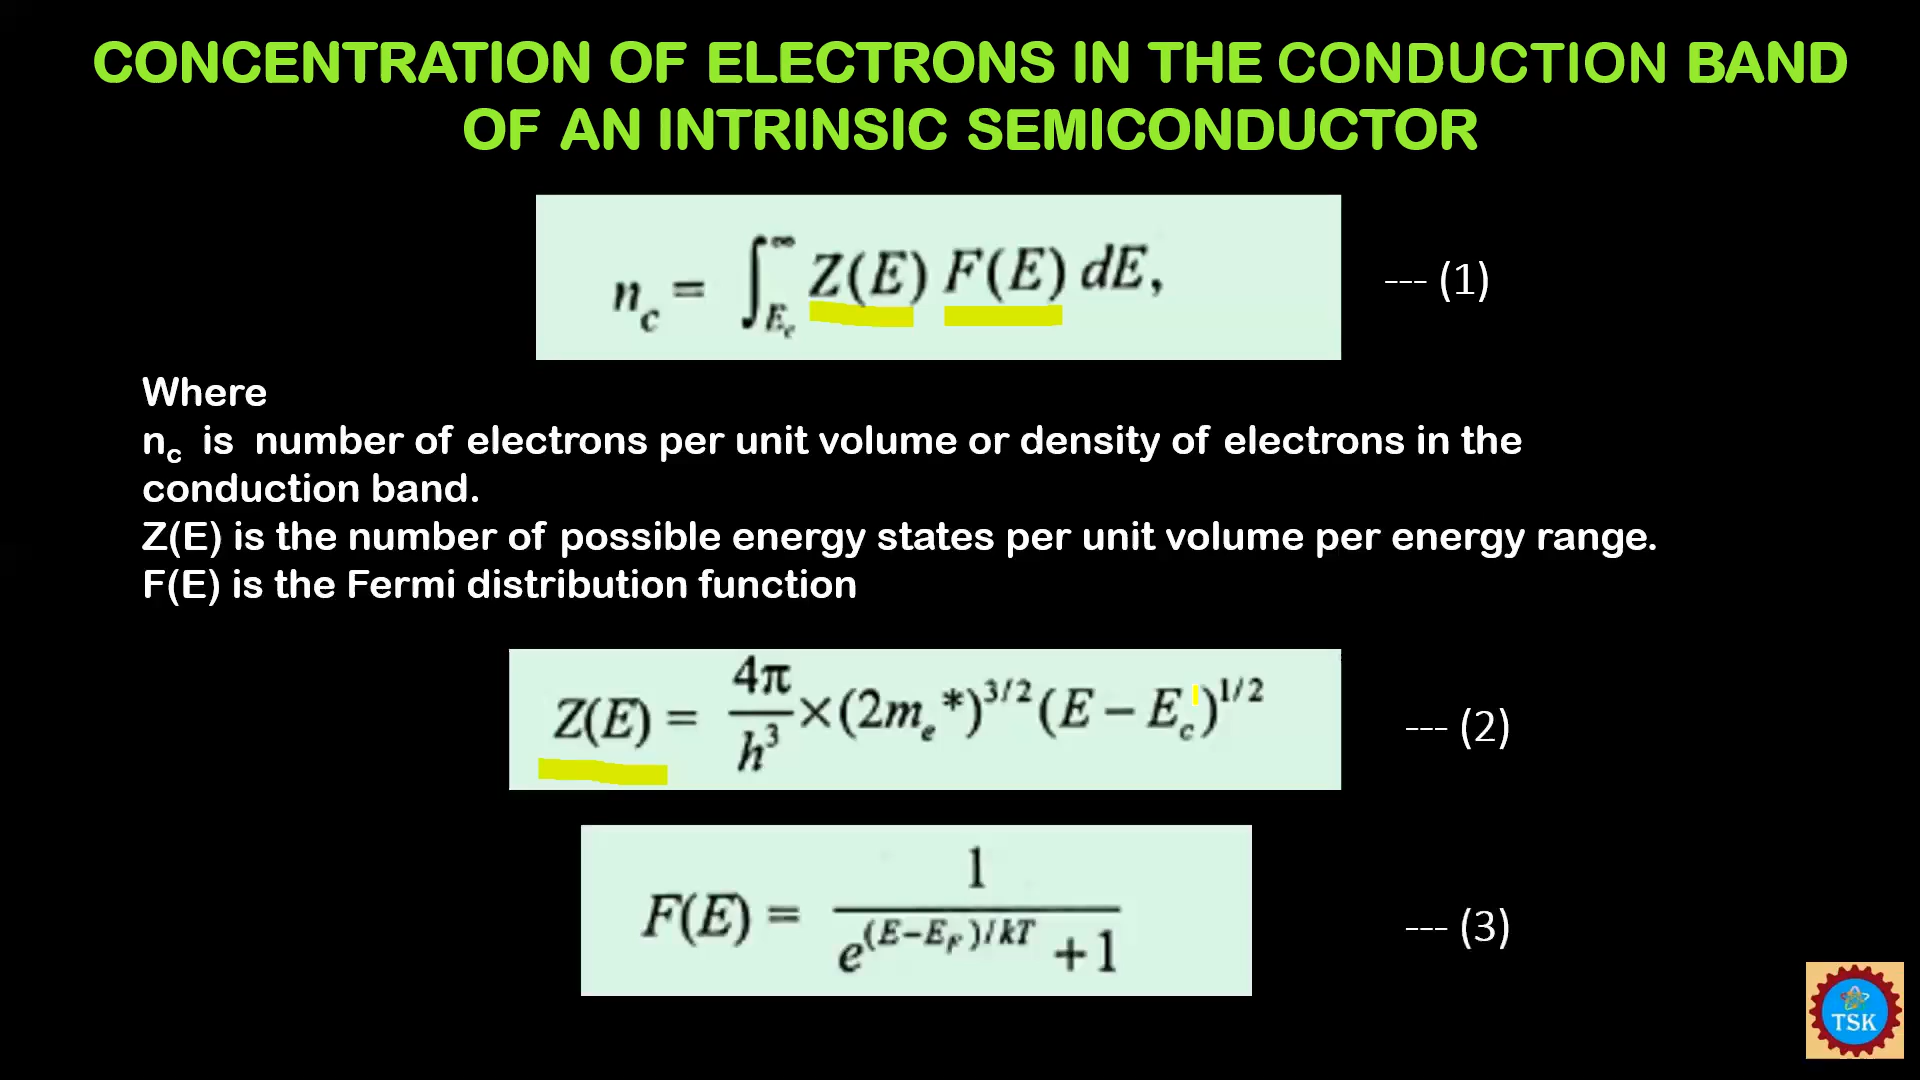 CONCENTRATION OF ELECTRONS IN THE CONDUCTION BAND
OF AN INTRINSIC SEMICONDUCTOR
n_c = ∫_{E_c}^{∞} Z(E) F(E) dE, --- (1)
Where
n_c is number of electrons per unit volume or density of electrons in the
conduction band.
Z(E) is the number of possible energy states per unit volume per energy range.
F(E) is the Fermi distribution function
Z(E) = 4π/h³ × (2m_e*)^{3/2} (E − E_c)^{1/2} --- (2)
F(E) = 1/(e^{(E−E_F)/kT} + 1) --- (3)
TSK